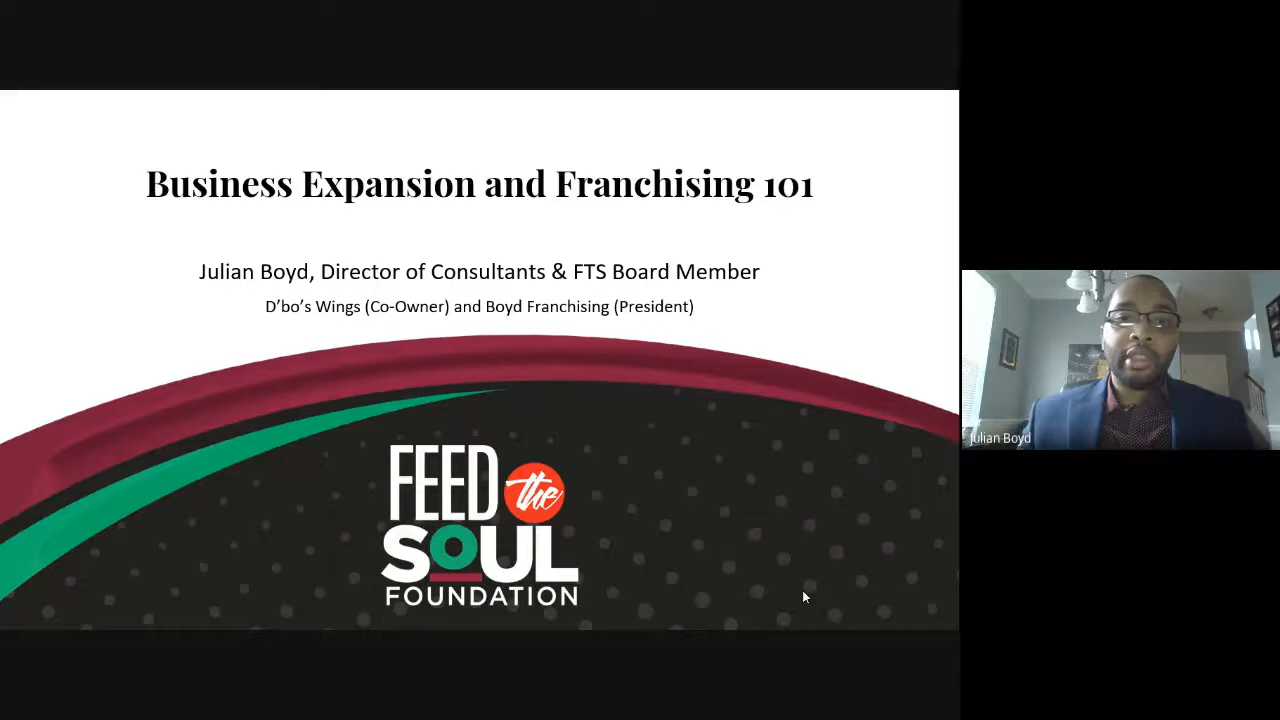 Business Expansion and Franchising 101
Julian Boyd, Director of Consultants & FTS Board Member
D'bo's Wings (Co-Owner) and Boyd Franchising (President)
FEED the
SOUL
FOUNDATION
Julian Boyd